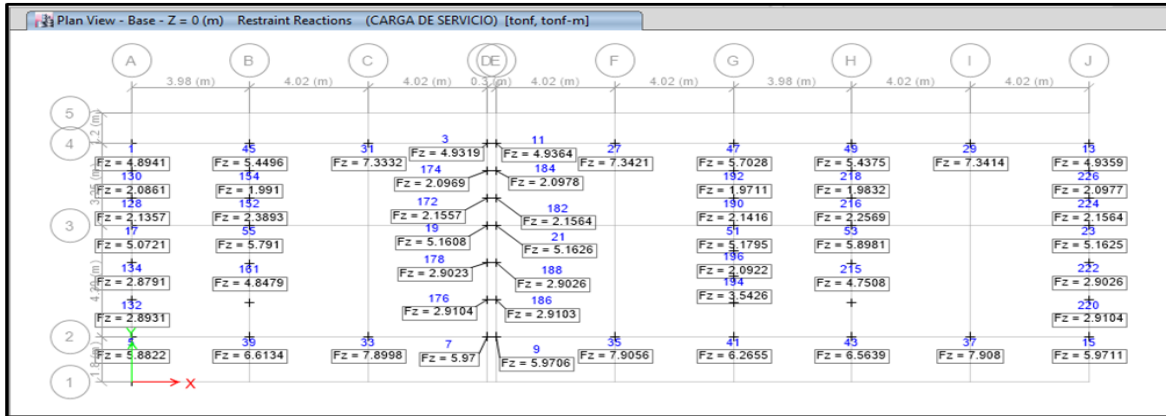 Plan View - Base - Z = 0 (m) Restraint Reactions (CARGA DE SERVICIO) [tonf, tonf-m]
A B C D E F G H I J
3.98 (m) 4.02 (m) 4.02 (m) 0.3 (m) 4.02 (m) 4.02 (m) 3.98 (m) 4.02 (m) 4.02 (m)
5
4
3
2
1
(m)
3.25 (m)
(m)
1.8 (m)
1 45 31 3 11 27 47 49 29 13
Fz = 4.8941 Fz = 5.4496 Fz = 7.3332 Fz = 4.9319 Fz = 4.9364 Fz = 7.3421 Fz = 5.7028 Fz = 5.4375 Fz = 7.3414 Fz = 4.9359
130 154 174 184 192 218 226
Fz = 2.0861 Fz = 1.991 Fz = 2.0969 Fz = 2.0978 Fz = 1.9711 Fz = 1.9832 Fz = 2.0977
128 152 172 182 190 216 224
Fz = 2.1357 Fz = 2.3893 Fz = 2.1557 Fz = 2.1564 Fz = 2.1416 Fz = 2.2569 Fz = 2.1564
17 55 19 21 51 53 23
Fz = 5.0721 Fz = 5.791 Fz = 5.1608 Fz = 5.1626 Fz = 5.1795 Fz = 5.8981 Fz = 5.1625
134 161 178 188 196 215 222
Fz = 2.8791 Fz = 4.8479 Fz = 2.9023 Fz = 2.9026 Fz = 2.0922 Fz = 4.7508 Fz = 2.9026
132 176 186 194 220
Fz = 2.8931 Fz = 2.9104 Fz = 2.9103 Fz = 3.5426 Fz = 2.9104
Y
39 33 7 9 35 41 43 37 15
Fz = 5.8822 Fz = 6.6134 Fz = 7.8998 Fz = 5.97 Fz = 5.9706 Fz = 7.9056 Fz = 6.2655 Fz = 6.5639 Fz = 7.908 Fz = 5.9711
X